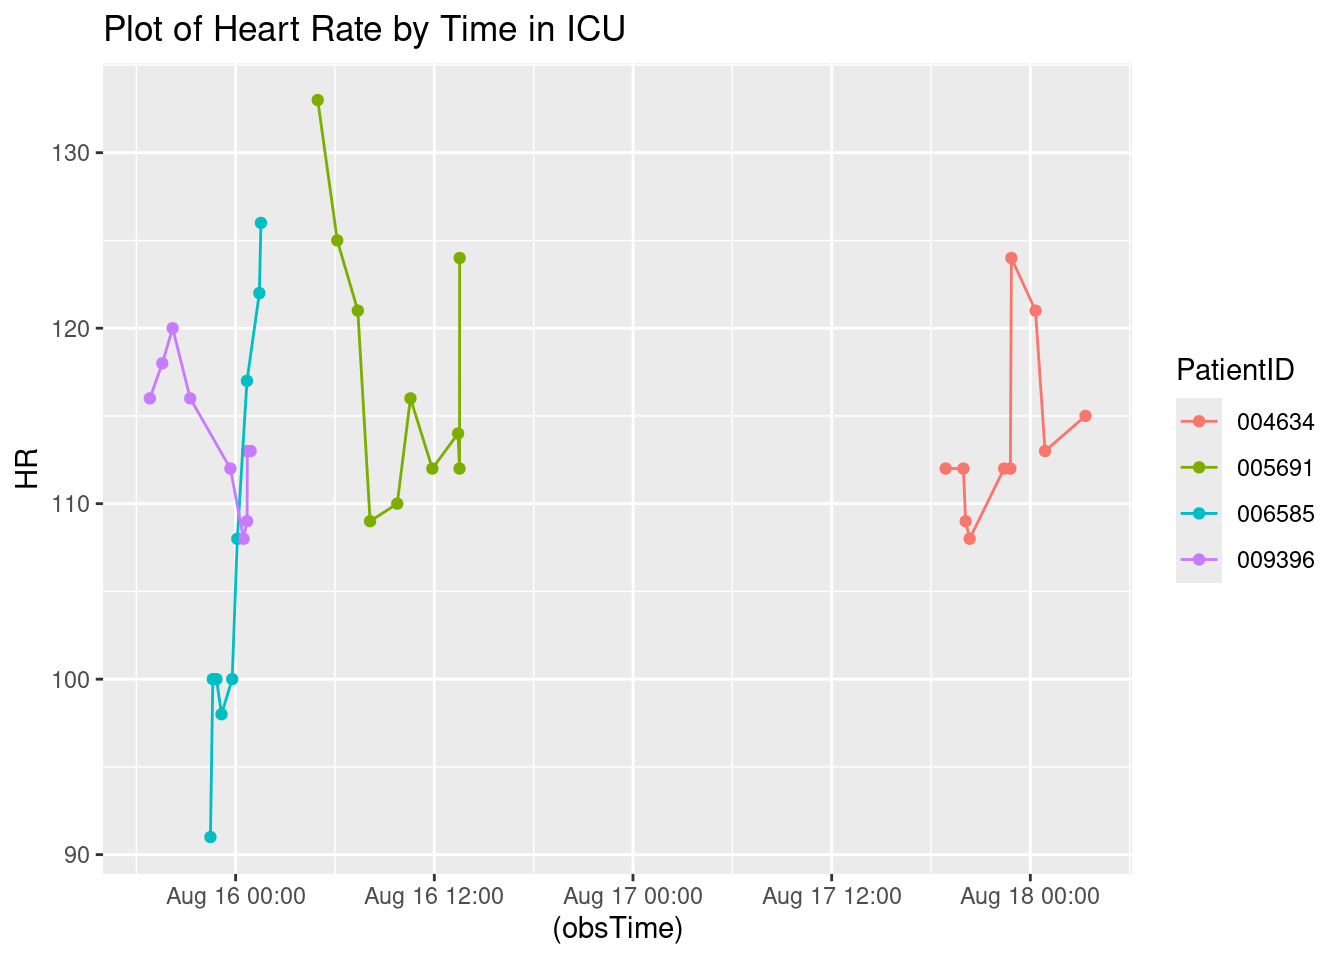 Plot of Heart Rate by Time in ICU
HR
130
120
110
100
90
Aug 16 00:00 Aug 16 12:00 Aug 17 00:00 Aug 17 12:00 Aug 18 00:00
(obsTime)
PatientID
004634
005691
006585
009396